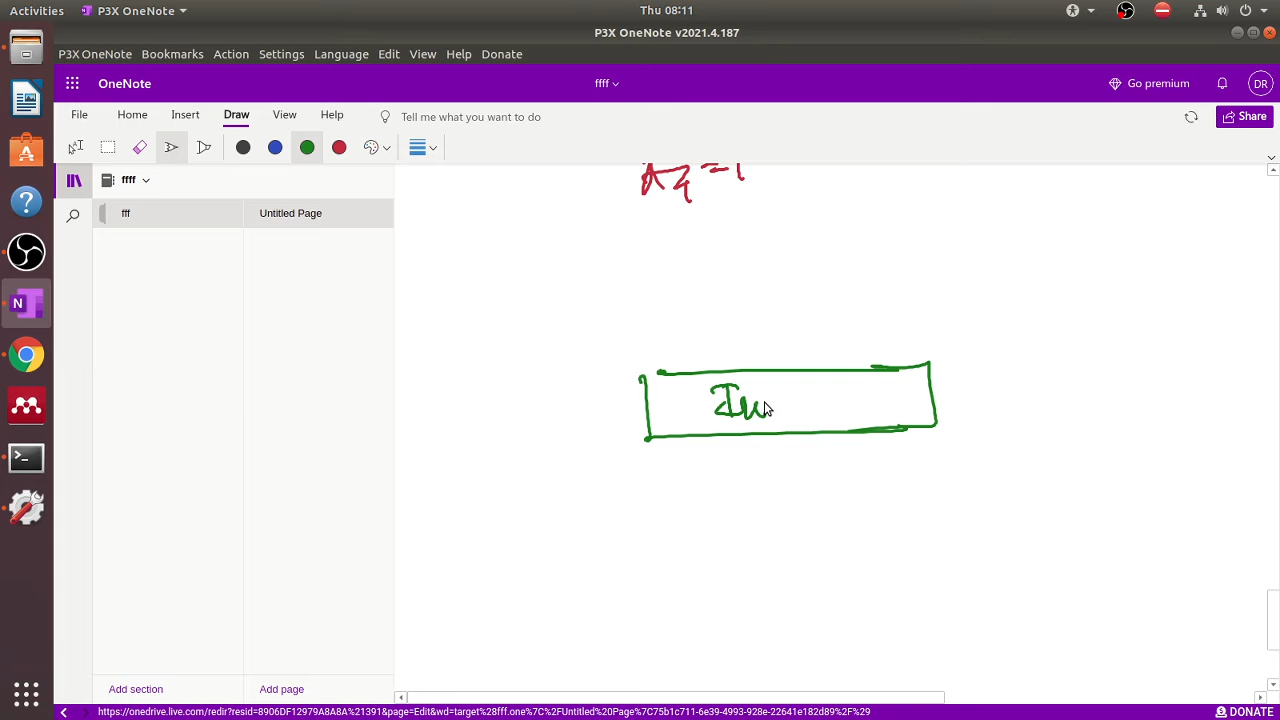 Activities P3X OneNote Thu 08:11
P3X OneNote v2021.4.187
P3X OneNote Bookmarks Action Settings Language Edit View Help Donate
OneNote ffff Go premium DR
File Home Insert Draw View Help Tell me what you want to do Share
ffff
fff Untitled Page
Add section Add page
https://onedrive.live.com/redir?resid=8906DF12979A8A8A%21391&page=Edit&wd=target%28fff.one%7C%2FUntitled%20Page%7C75b1c711-6e39-4993-928e-22641e182d89%2F%29 DONATE